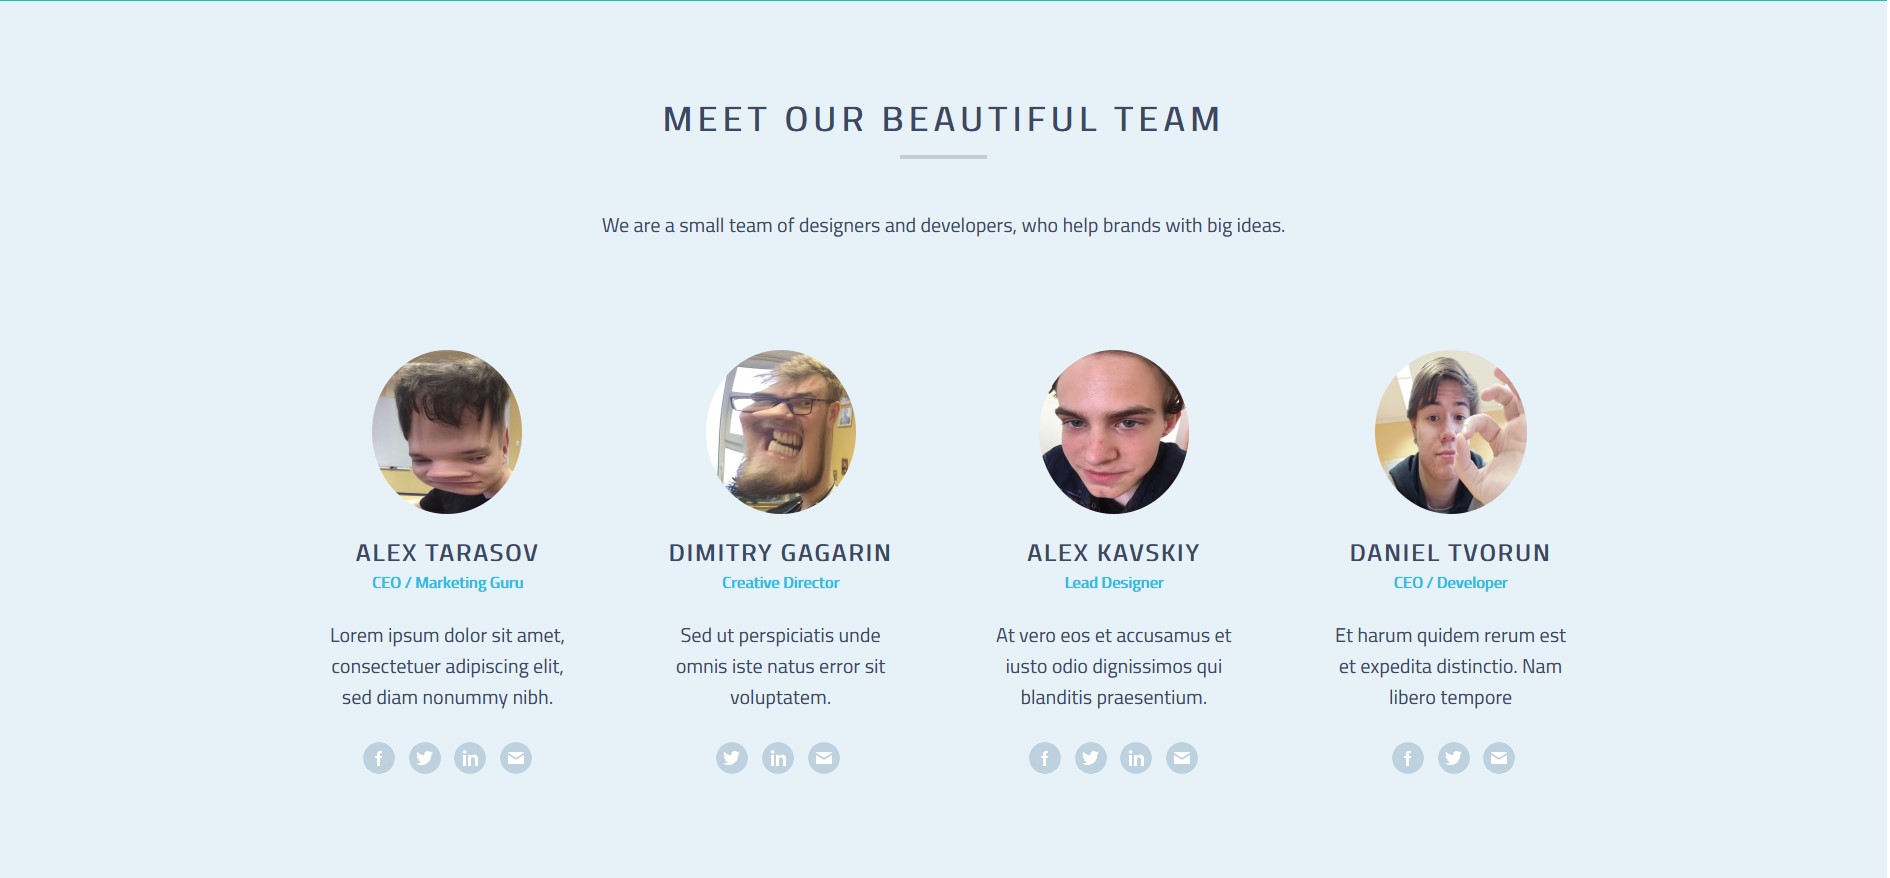 MEET OUR BEAUTIFUL TEAM
We are a small team of designers and developers, who help brands with big ideas.
ALEX TARASOV
CEO / Marketing Guru
Lorem ipsum dolor sit amet,
consectetuer adipiscing elit,
sed diam nonummy nibh.
DIMITRY GAGARIN
Creative Director
Sed ut perspiciatis unde
omnis iste natus error sit
voluptatem.
ALEX KAVSKIY
Lead Designer
At vero eos et accusamus et
iusto odio dignissimos qui
blanditis praesentium.
DANIEL TVORUN
CEO / Developer
Et harum quidem rerum est
et expedita distinctio. Nam
libero tempore